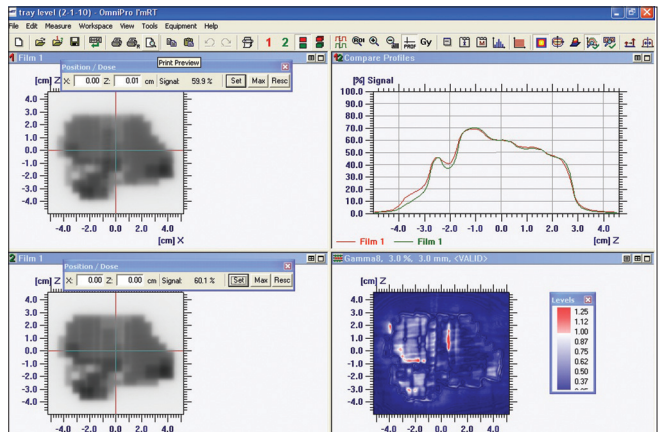 tray level (2-1-10) - OmniPro I'mRT
File Edit Measure Workspace View Tools Equipment Help
1 2 ROI PROF Gy
Print Preview
1 Film 1
Position / Dose
X: 0.00 Z: 0.01 cm Signal: 59.9 % Set Max Resc
[cm] Z
4.0
3.0
2.0
1.0
0.0
-1.0
-2.0
-3.0
-4.0
-4.0 -2.0 0.0 2.0 4.0
[cm] X
Compare Profiles
[%] Signal
100.0
90.0
80.0
70.0
60.0
50.0
40.0
30.0
20.0
10.0
0.0
-4.0 -3.0 -2.0 -1.0 0.0 1.0 2.0 3.0
[cm] Z
Film 1 Film 1
2 Film 1
Position / Dose
X: 0.00 Z: 0.00 cm Signal: 60.1 % Set Max Resc
[cm] Z
4.0
3.0
2.0
1.0
0.0
-1.0
-2.0
-3.0
-4.0
-4.0 -2.0 0.0 2.0 4.0
Gamma8, 3.0 %, 3.0 mm, <VALID>
[cm] Z
4.0
3.0
2.0
1.0
0.0
-1.0
-2.0
-3.0
-4.0
-4.0 -2.0 0.0 2.0 4.0
Levels
1.25
1.12
1.00
0.87
0.75
0.62
0.50
0.37